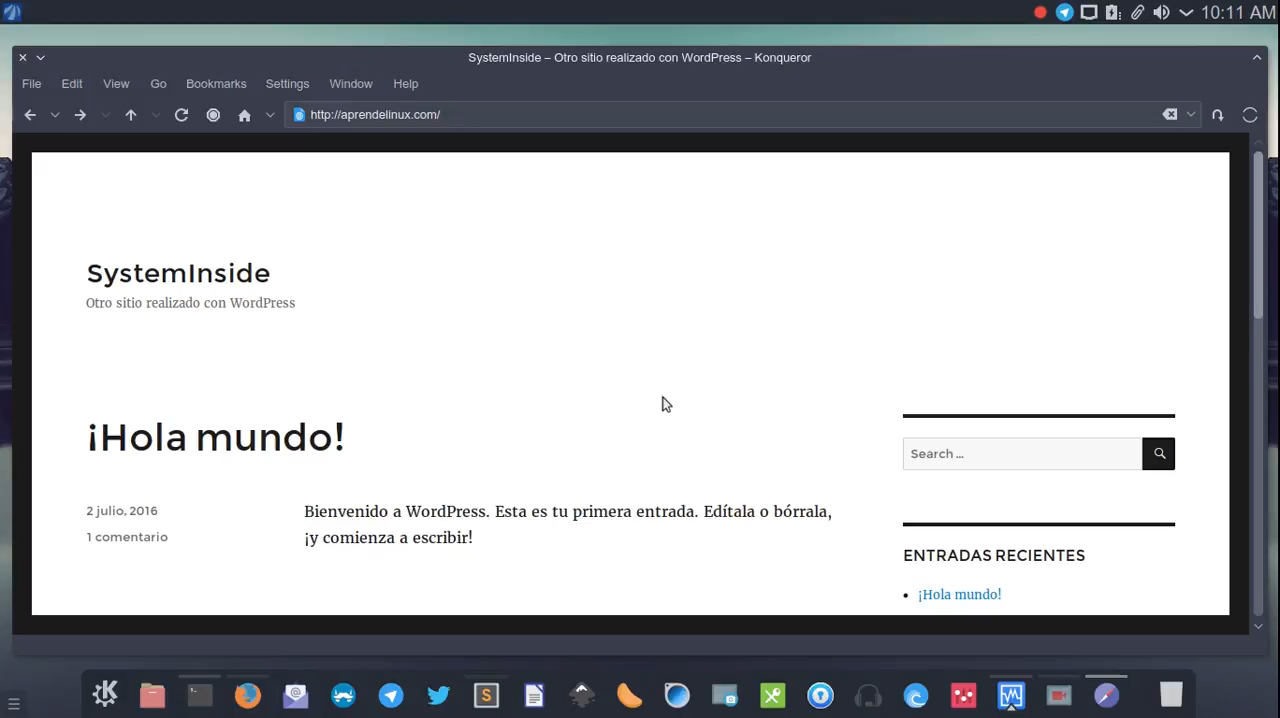 10:11 AM
SystemInside – Otro sitio realizado con WordPress – Konqueror
File Edit View Go Bookmarks Settings Window Help
http://aprendelinux.com/
SystemInside
Otro sitio realizado con WordPress
¡Hola mundo!
Search …
2 julio, 2016
1 comentario
Bienvenido a WordPress. Esta es tu primera entrada. Edítala o bórrala,
¡y comienza a escribir!
ENTRADAS RECIENTES
¡Hola mundo!